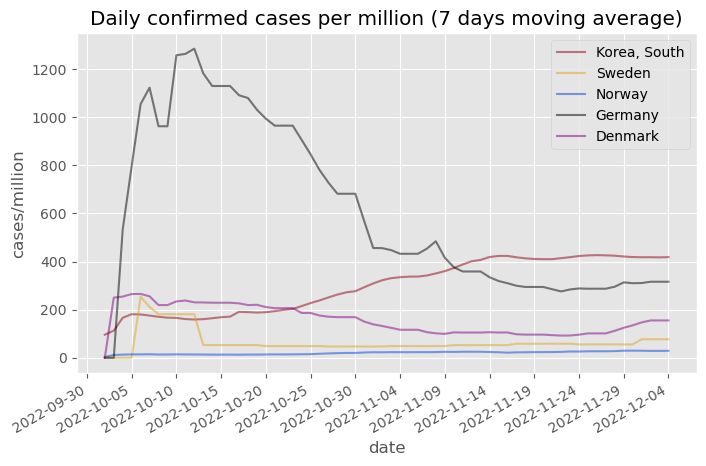 Daily confirmed cases per million (7 days moving average)
Korea, South
Sweden
Norway
Germany
Denmark
cases/million
1200
1000
800
600
400
200
0
2022-09-30
2022-10-05
2022-10-10
2022-10-15
2022-10-20
2022-10-25
2022-10-30
2022-11-04
2022-11-09
2022-11-14
2022-11-19
2022-11-24
2022-11-29
2022-12-04
date